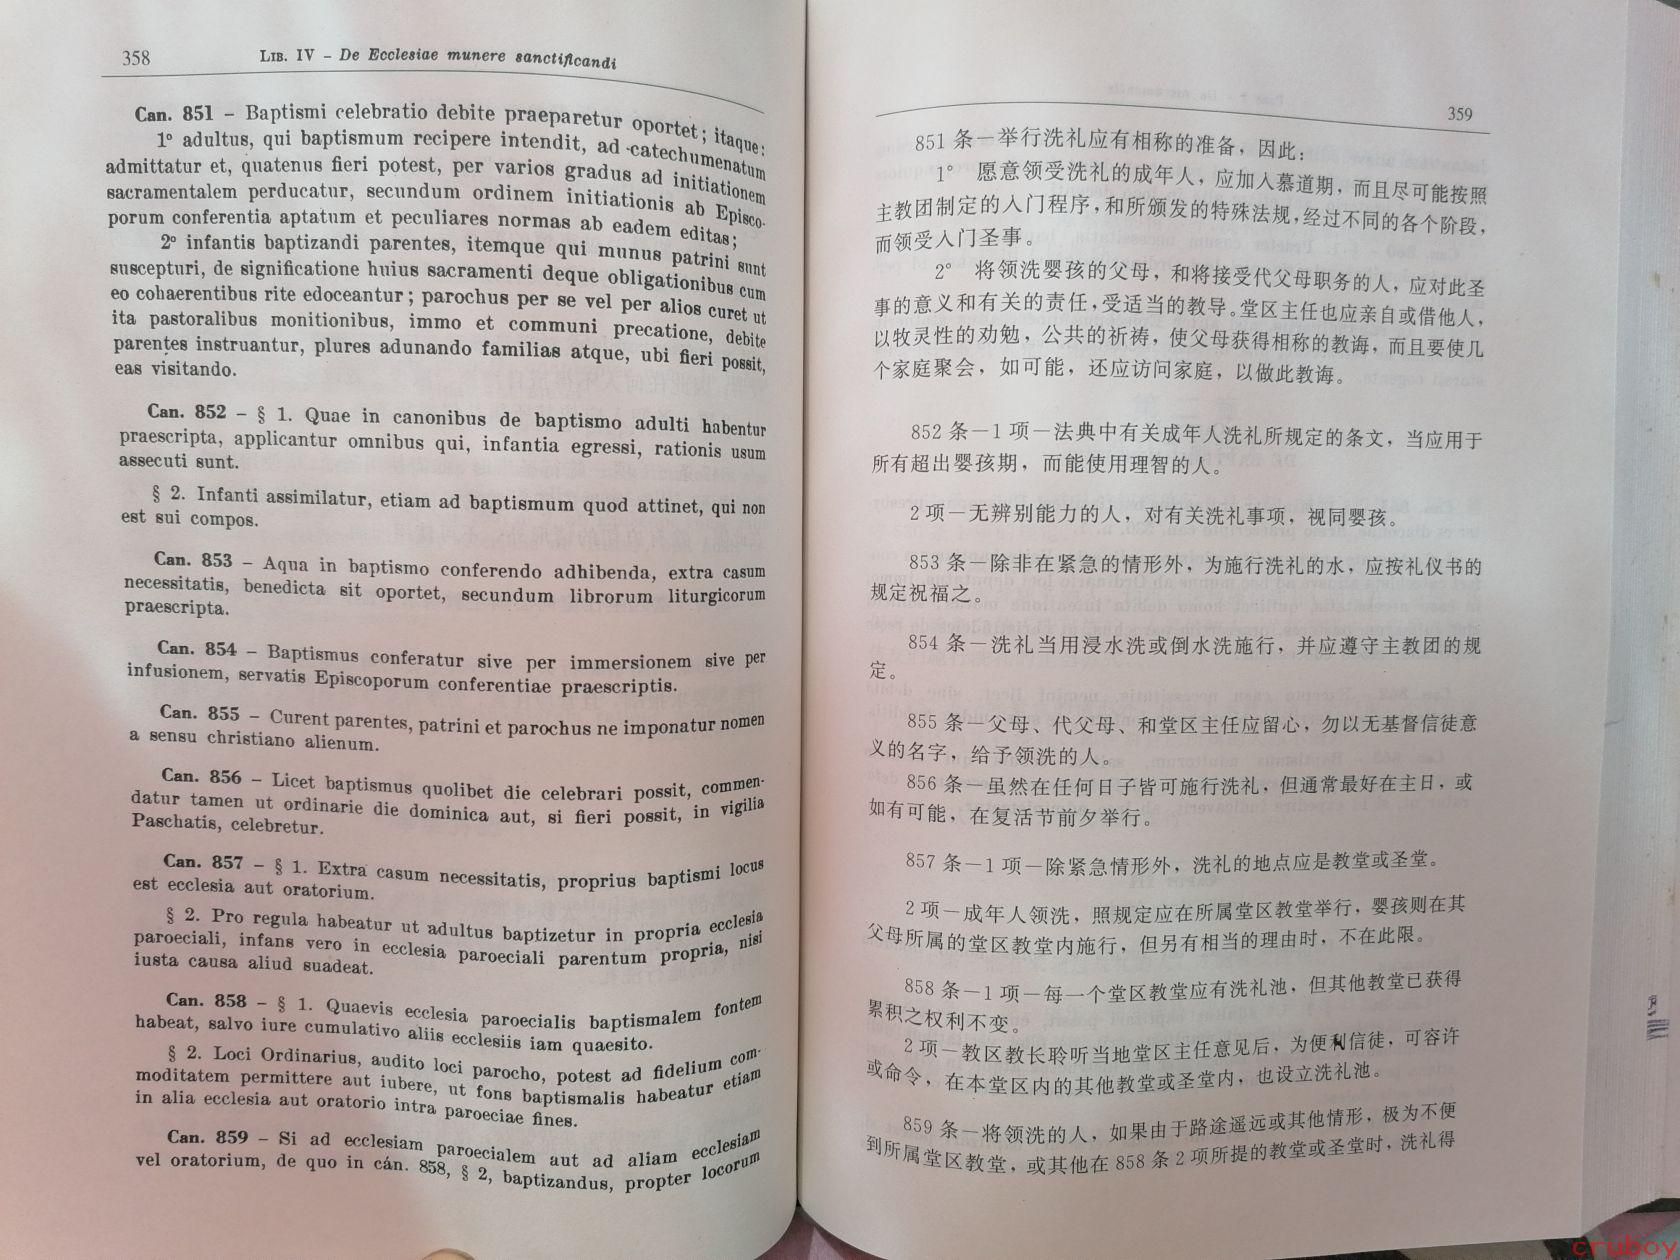 358
LIB. IV – De Ecclesiae munere sanctificandi
Can. 851 – Baptismi celebratio debite praeparetur oportet; itaque:
1° adultus, qui baptismum recipere intendit, ad catechumenatum
admittatur et, quatenus fieri potest, per varios gradus ad initiationem
sacramentalem perducatur, secundum ordinem initiationis ab Episco-
porum conferentia aptatum et peculiares normas ab eadem editas;
2° infantis baptizandi parentes, itemque qui munus patrini sunt
suscepturi, de significatione huius sacramenti deque obligationibus cum
eo cohaerentibus rite edoceantur; parochus per se vel per alios curet ut
ita pastoralibus monitionibus, immo et communi precatione, debite
parentes instruantur, plures adunando familias atque, ubi fieri possit,
eas visitando.
Can. 852 – § 1. Quae in canonibus de baptismo adulti habentur
praescripta, applicantur omnibus qui, infantia egressi, rationis usum
assecuti sunt.
§ 2. Infanti assimilatur, etiam ad baptismum quod attinet, qui non
est sui compos.
Can. 853 – Aqua in baptismo conferendo adhibenda, extra casum
necessitatis, benedicta sit oportet, secundum librorum liturgicorum
praescripta.
Can. 854 – Baptismus conferatur sive per immersionem sive per
infusionem, servatis Episcoporum conferentiae praescriptis.
Can. 855 – Curent parentes, patrini et parochus ne imponatur nomen
a sensu christiano alienum.
Can. 856 – Licet baptismus quolibet die celebrari possit, commen-
datur tamen ut ordinarie die dominica aut, si fieri possit, in vigilia
Paschatis, celebretur.
Can. 857 – § 1. Extra casum necessitatis, proprius baptismi locus
est ecclesia aut oratorium.
§ 2. Pro regula habeatur ut adultus baptizetur in propria ecclesia
paroeciali, infans vero in ecclesia paroeciali parentum propria, nisi
iusta causa aliud suadeat.
Can. 858 – § 1. Quaevis ecclesia paroecialis baptismalem fontem
habeat, salvo iure cumulativo aliis ecclesiis iam quaesito.
§ 2. Loci Ordinarius, audito loci parocho, potest ad fidelium com-
moditatem permittere aut iubere, ut fons baptismalis habeatur etiam
in alia ecclesia aut oratorio intra paroeciae fines.
Can. 859 – Si ad ecclesiam paroecialem aut ad aliam ecclesiam
vel oratorium, de quo in cán. 858, § 2, baptizandus, propter locorum
359
851 条－举行洗礼应有相称的准备，因此：
1° 愿意领受洗礼的成年人，应加入慕道期，而且尽可能按照
主教团制定的入门程序，和所颁发的特殊法规，经过不同的各个阶段，
而领受入门圣事。
2° 将领洗婴孩的父母，和将接受代父母职务的人，应对此圣
事的意义和有关的责任，受适当的教导。堂区主任也应亲自或借他人，
以牧灵性的劝勉，公共的祈祷，使父母获得相称的教诲，而且要使几
个家庭聚会，如可能，还应访问家庭，以做此教诲。
852 条－1 项－法典中有关成年人洗礼所规定的条文，当应用于
所有超出婴孩期，而能使用理智的人。
2 项－无辨别能力的人，对有关洗礼事项，视同婴孩。
853 条－除非在紧急的情形外，为施行洗礼的水，应按礼仪书的
规定祝福之。
854 条－洗礼当用浸水洗或倒水洗施行，并应遵守主教团的规
定。
855 条－父母、代父母、和堂区主任应留心，勿以无基督信徒意
义的名字，给予领洗的人。
856 条－虽然在任何日子皆可施行洗礼，但通常最好在主日，或
如有可能，在复活节前夕举行。
857 条－1 项－除紧急情形外，洗礼的地点应是教堂或圣堂。
2 项－成年人领洗，照规定应在所属堂区教堂举行，婴孩则在其
父母所属的堂区教堂内施行，但另有相当的理由时，不在此限。
858 条－1 项－每一个堂区教堂应有洗礼池，但其他教堂已获得
累积之权利不变。
2 项－教区教长聆听当地堂区主任意见后，为便利信徒，可容许
或命令，在本堂区内的其他教堂或圣堂内，也设立洗礼池。
859 条－将领洗的人，如果由于路途遥远或其他情形，极为不便
到所属堂区教堂，或其他在 858 条 2 项所提的教堂或圣堂时，洗礼得
cruboy